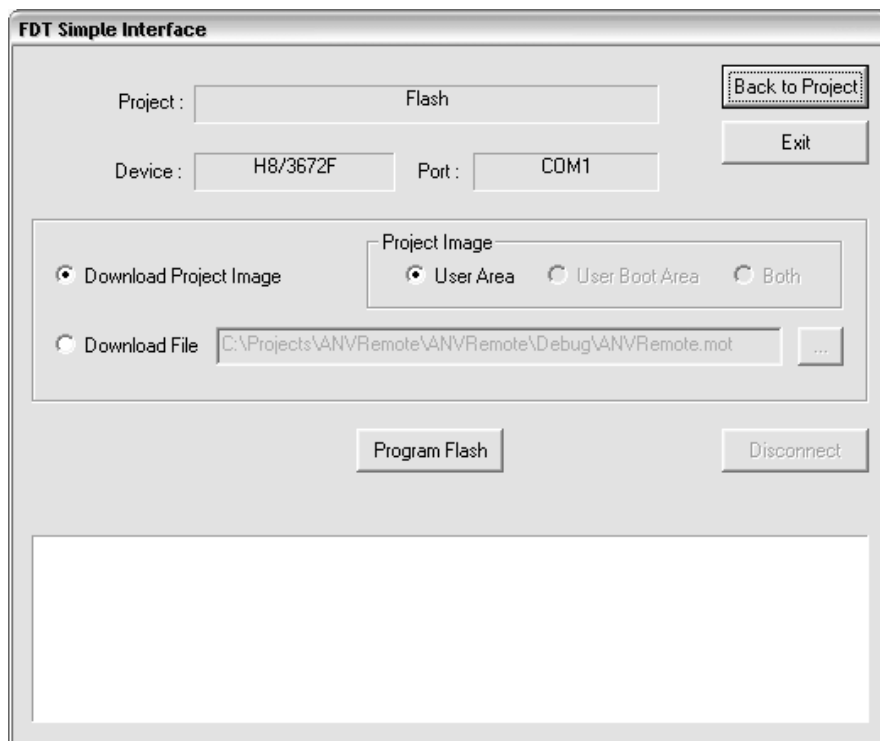 FDT Simple Interface
Project : Flash
Back to Project
Exit
Device : H8/3672F Port : COM1
Project Image
Download Project Image User Area User Boot Area Both
Download File C:\Projects\ANVRemote\ANVRemote\Debug\ANVRemote.mot ...
Program Flash Disconnect